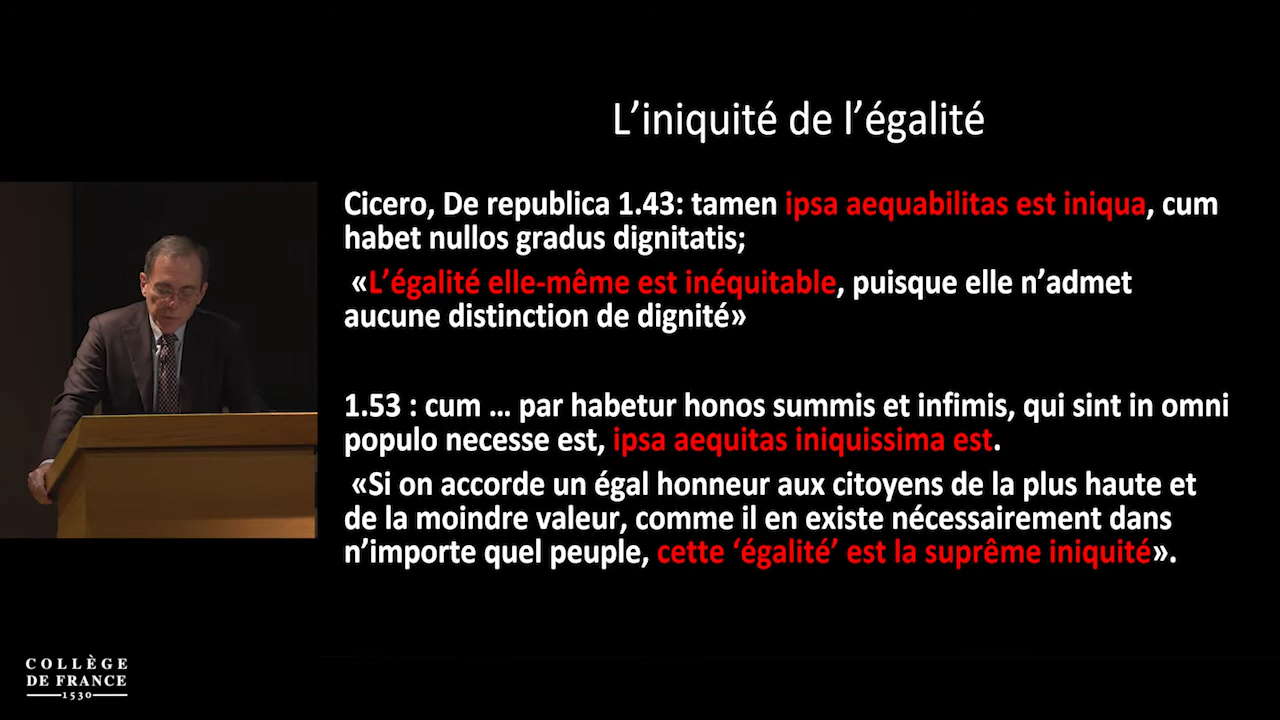 L’iniquité de l’égalité
Cicero, De republica 1.43: tamen ipsa aequabilitas est iniqua, cum
habet nullos gradus dignitatis;
«L’égalité elle-même est inéquitable, puisque elle n’admet
aucune distinction de dignité»
1.53 : cum ... par habetur honos summis et infimis, qui sint in omni
populo necesse est, ipsa aequitas iniquissima est.
«Si on accorde un égal honneur aux citoyens de la plus haute et
de la moindre valeur, comme il en existe nécessairement dans
n’importe quel peuple, cette ‘égalité’ est la suprême iniquité».
COLLÈGE
DE FRANCE
1530